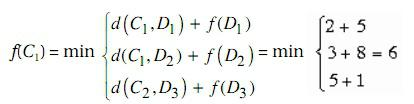 d(C₁,D₁) + f(D₁) 2 + 5
f(C₁) = min { d(C₁,D₂) + f(D₂) = min { 3 + 8 = 6
d(C₂,D₃) + f(D₃) 5 + 1